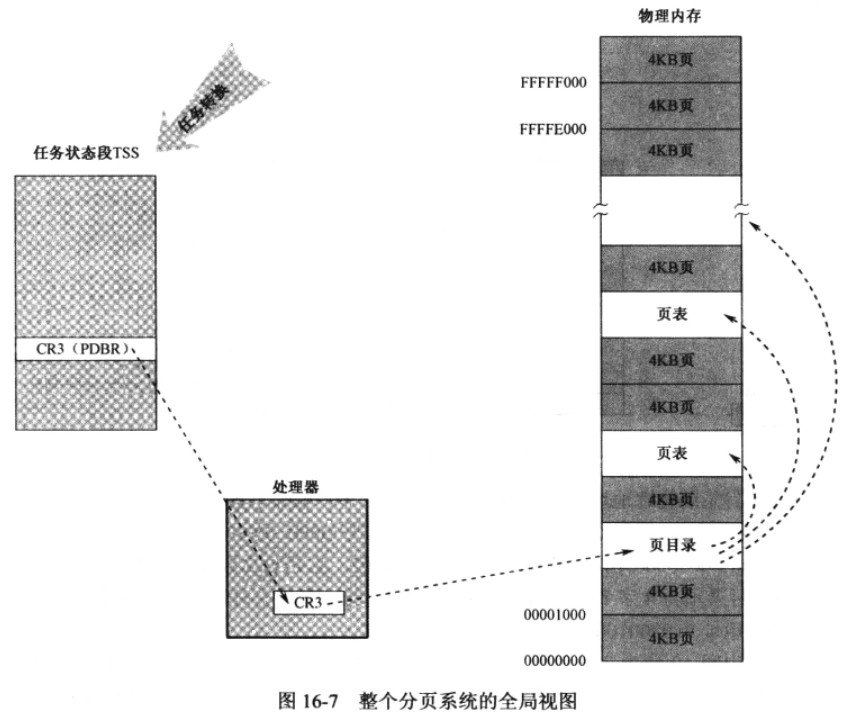 物理内存
4KB页
FFFFF000
4KB页
FFFFE000
4KB页
任务转换
任务状态段TSS
4KB页
页表
CR3（PDBR）
4KB页
4KB页
页表
处理器
4KB页
页目录
CR3
4KB页
00001000
4KB页
00000000
图 16-7 整个分页系统的全局视图